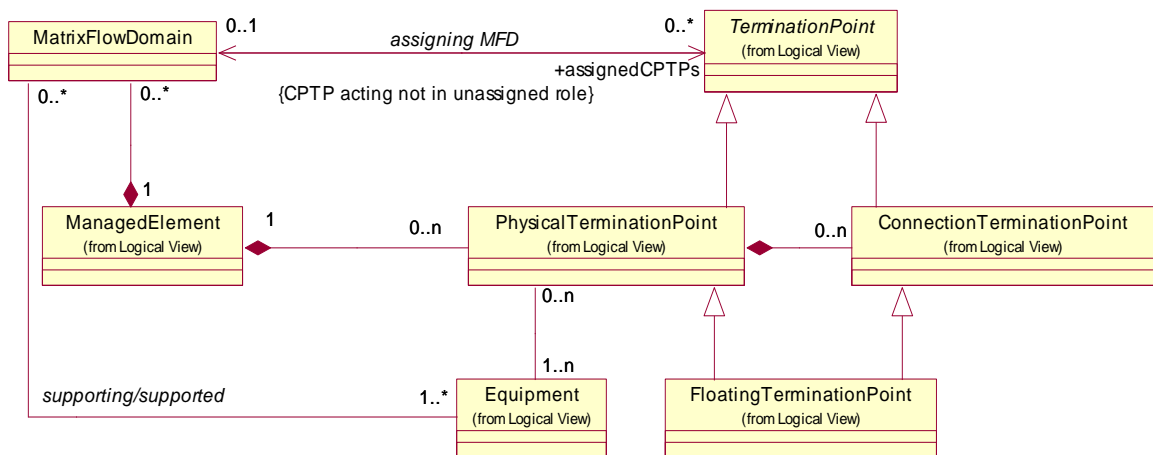 MatrixFlowDomain
0..1
assigning MFD
0..*
TerminationPoint
(from Logical View)
+assignedCPTPs
{CPTP acting not in unassigned role}
0..*
0..*
1
ManagedElement
(from Logical View)
1
0..n
PhysicalTerminationPoint
(from Logical View)
0..n
ConnectionTerminationPoint
(from Logical View)
0..n
1..n
supporting/supported
1..*
Equipment
(from Logical View)
FloatingTerminationPoint
(from Logical View)